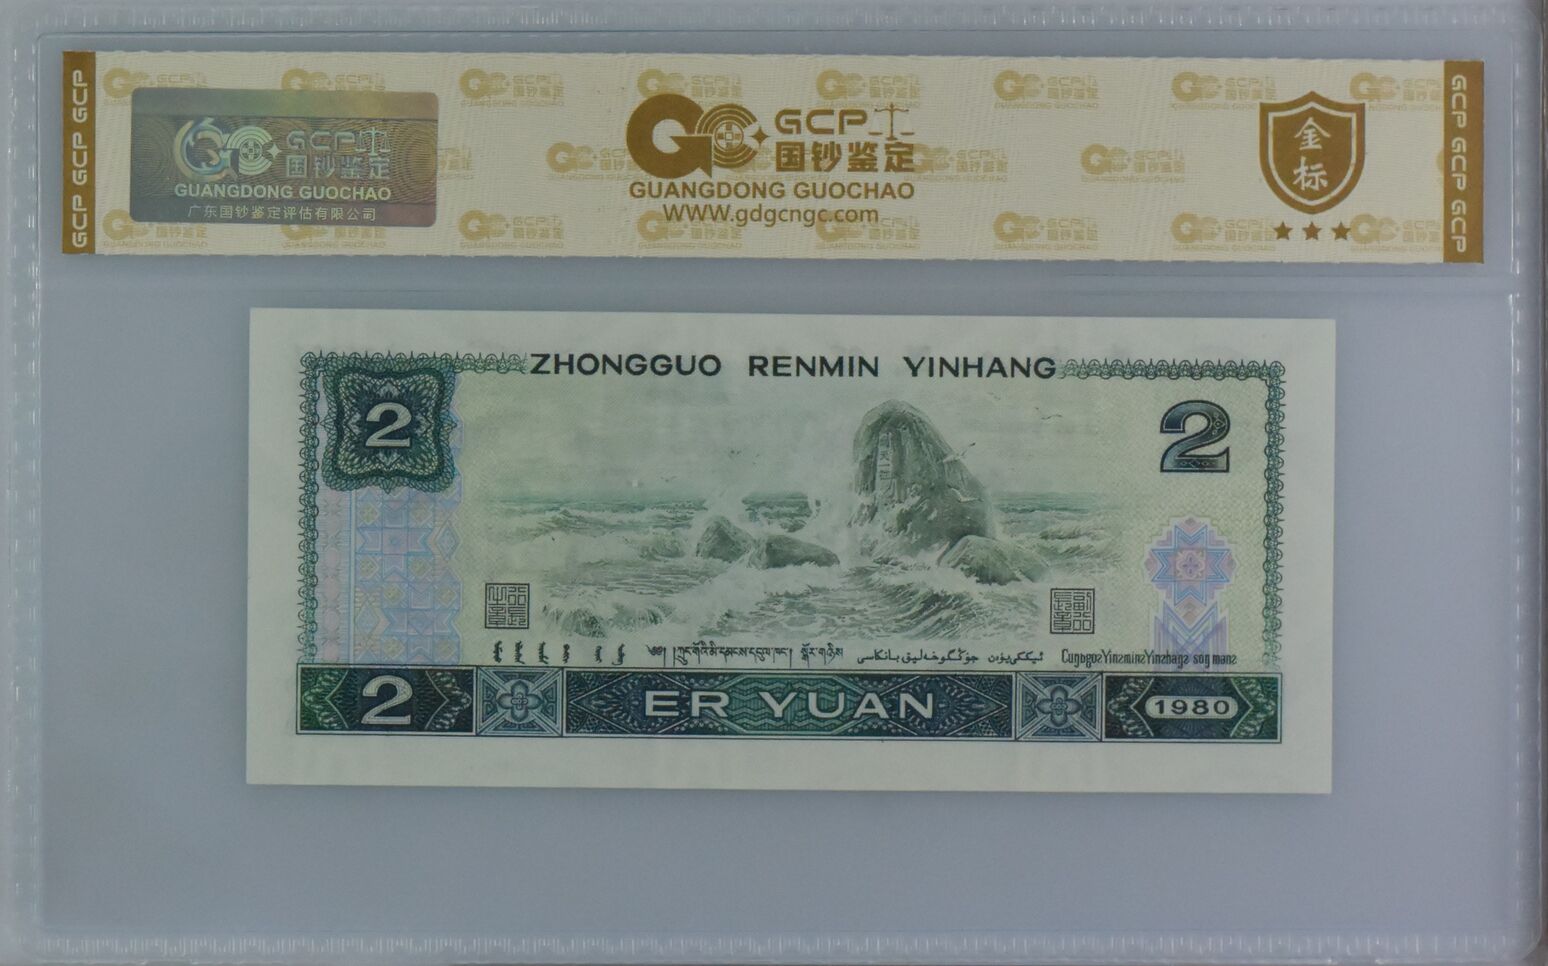 GCP GCP GCP
GCP
国钞鉴定
GUANGDONG GUOCHAO
广东国钞鉴定评估有限公司
GCP
国钞鉴定
GUANGDONG GUOCHAO
WWW.gdgcngc.com
金标
GCP GCP GCP
ZHONGGUO RENMIN YINHANG
2
2
2
ER YUAN
1980